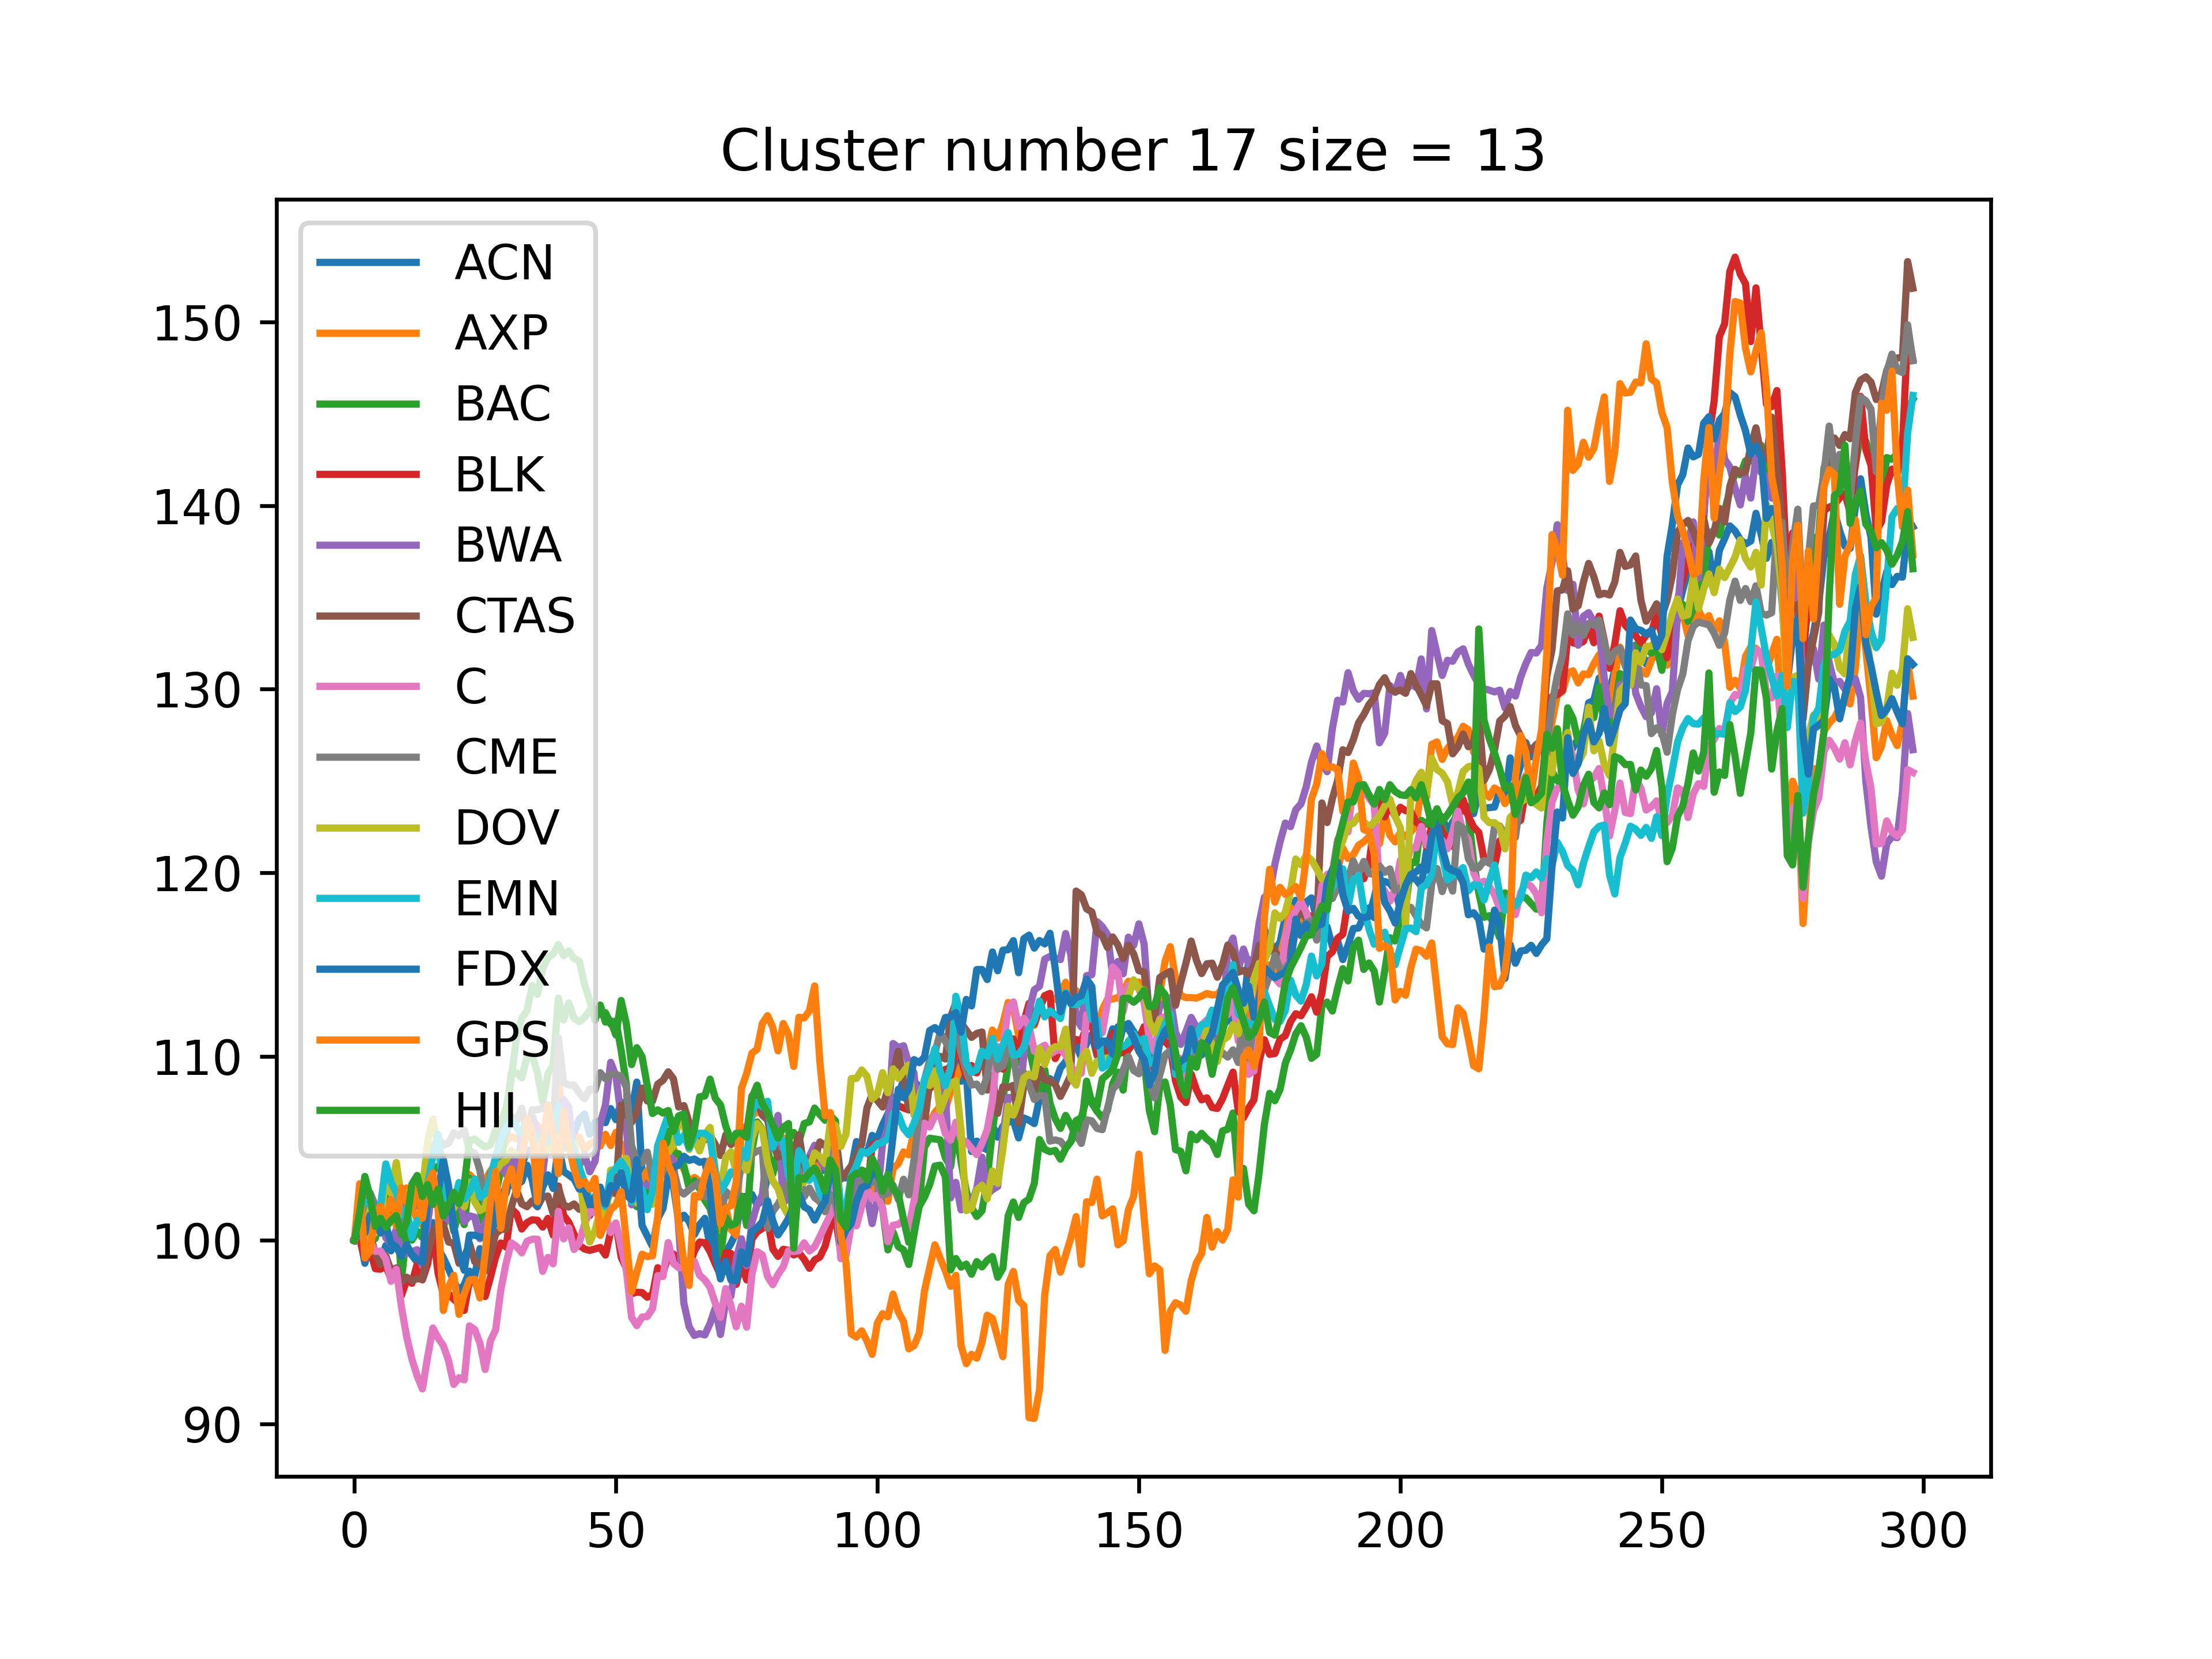 Cluster number 17 size = 13
ACN
AXP
BAC
BLK
BWA
CTAS
C
CME
DOV
EMN
FDX
GPS
HII
150
140
130
120
110
100
90
0 50 100 150 200 250 300